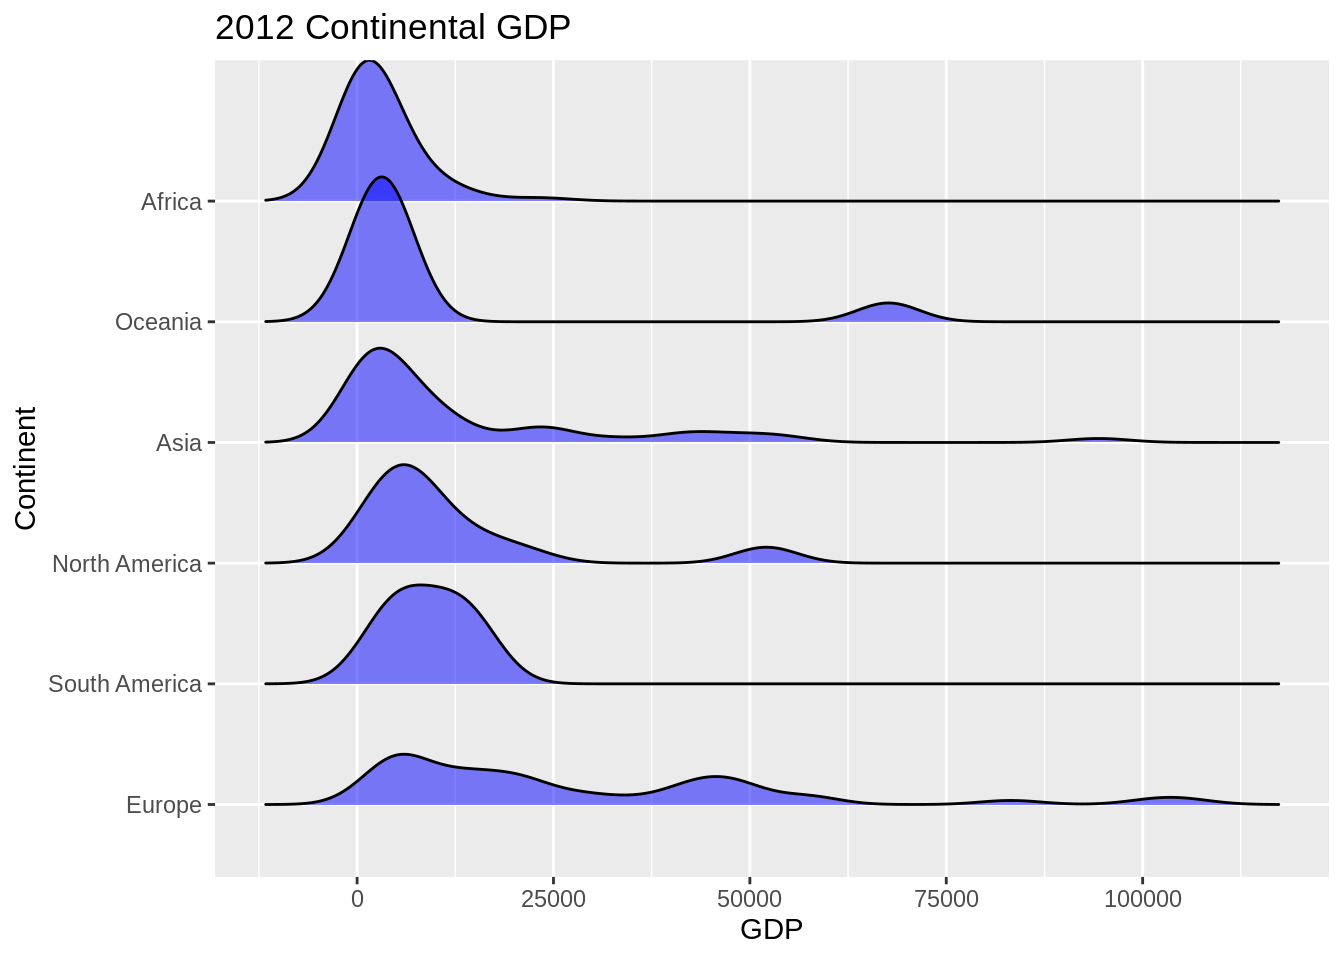 2012 Continental GDP
Continent
Africa
Oceania
Asia
North America
South America
Europe
0 25000 50000 75000 100000
GDP